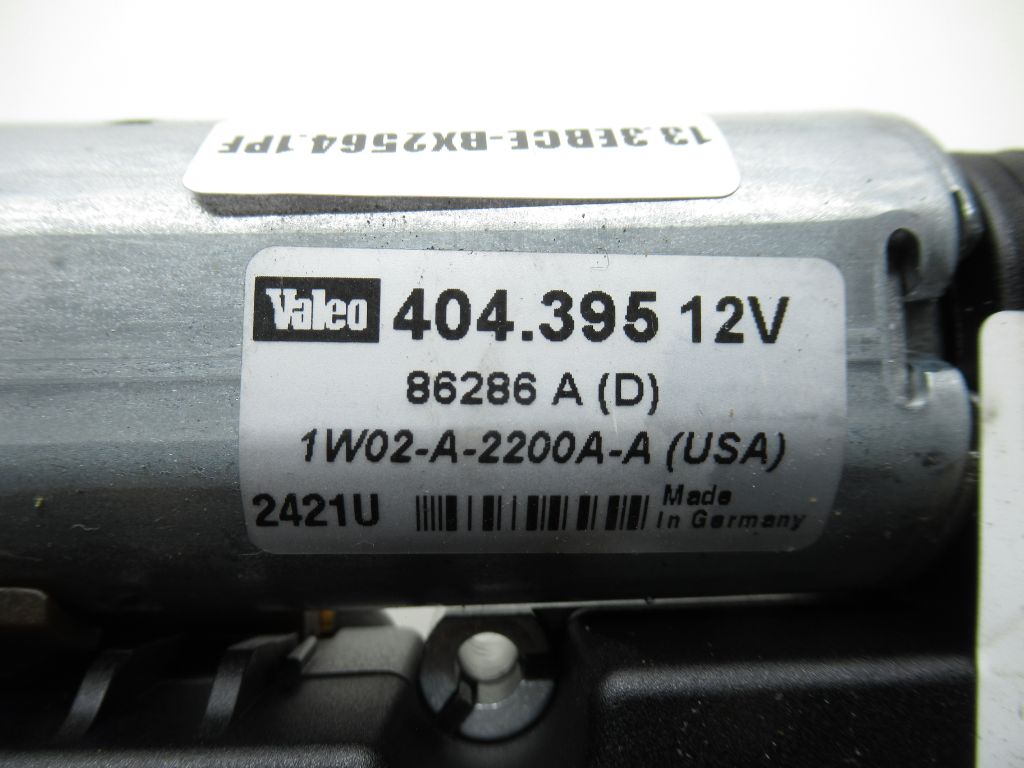 13.3EBCE-BX2564.1PF
Valeo 404.395 12V
86286 A (D)
1W02-A-2200A-A (USA)
2421U Made
In Germany